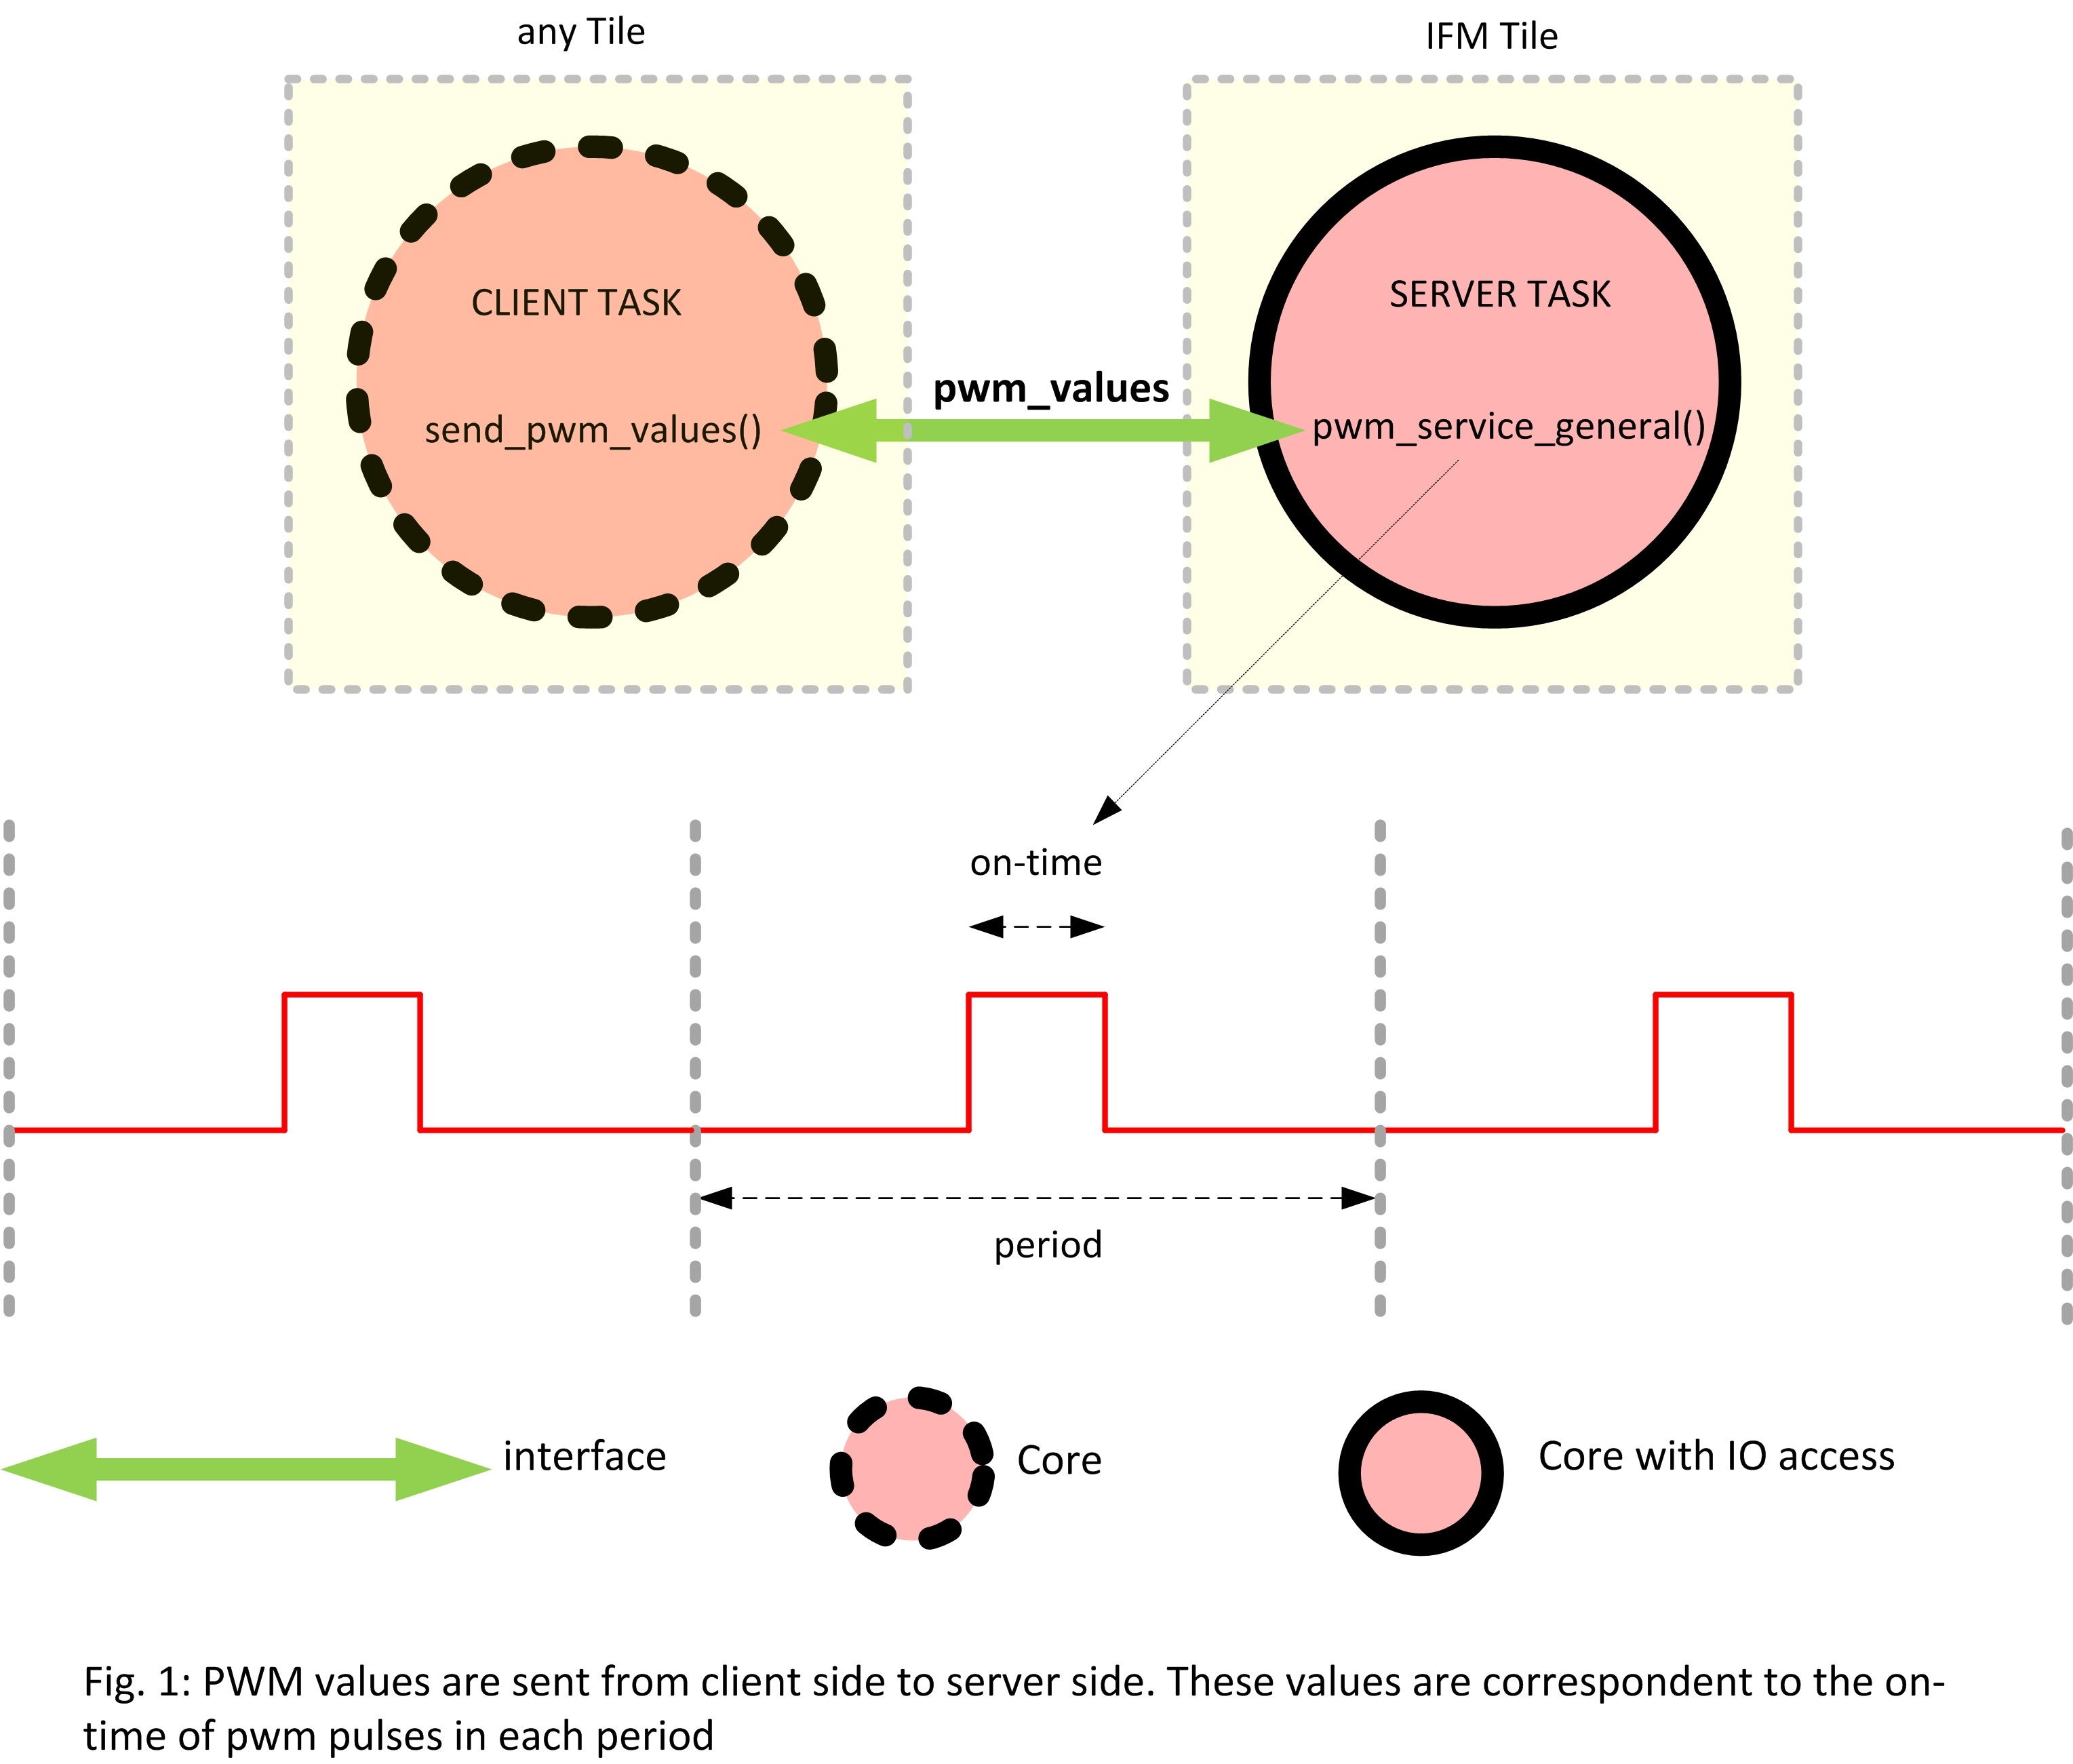 any Tile
IFM Tile
CLIENT TASK
SERVER TASK
pwm_values
send_pwm_values()
pwm_service_general()
on-time
period
interface
Core
Core with IO access
Fig. 1: PWM values are sent from client side to server side. These values are correspondent to the on-
time of pwm pulses in each period